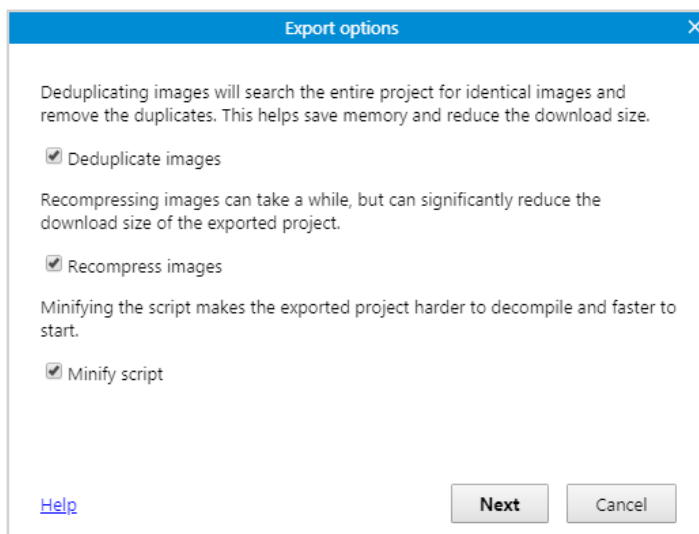 Export options
Deduplicating images will search the entire project for identical images and
remove the duplicates. This helps save memory and reduce the download size.
Deduplicate images
Recompressing images can take a while, but can significantly reduce the
download size of the exported project.
Recompress images
Minifying the script makes the exported project harder to decompile and faster to
start.
Minify script
Help Next Cancel